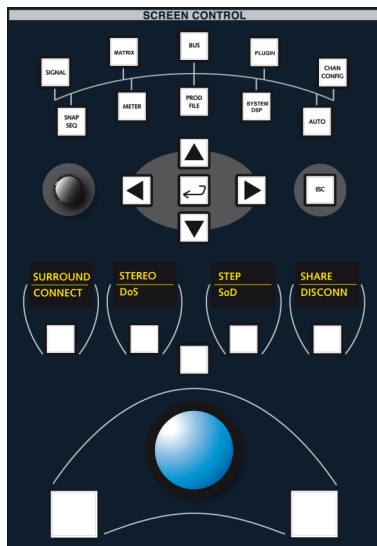 SCREEN CONTROL
BUS
MATRIX
PLUGIN
SIGNAL
CHAN
CONFIG
SNAP
SEQ
METER
PROD
FILE
SYSTEM
DSP
AUTO
ESC
SURROUND
CONNECT
STEREO
DoS
STEP
SoD
SHARE
DISCONN